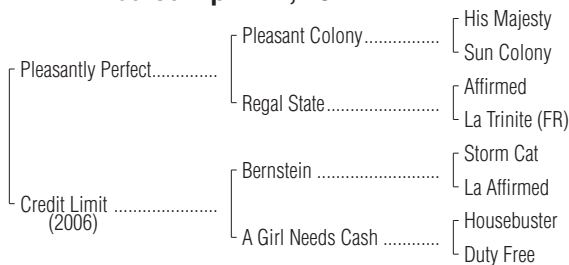 His Majesty
Pleasant Colony..............
Sun Colony
Pleasantly Perfect.............
Affirmed
Regal State........................
La Trinite (FR)
Storm Cat
Bernstein ..........................
La Affirmed
Credit Limit ......................
(2006)
Housebuster
A Girl Needs Cash ............
Duty Free